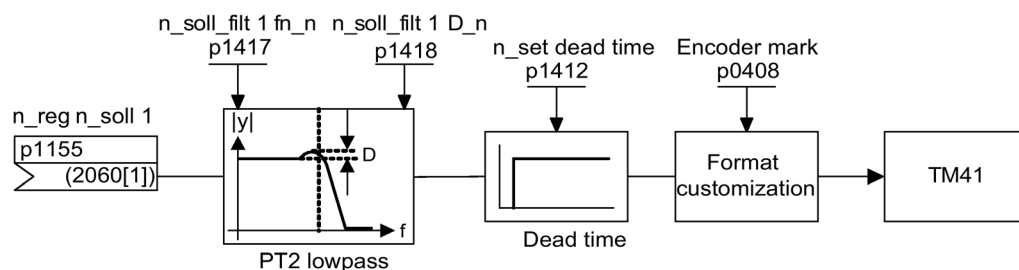 n_soll_filt 1 fn_n n_soll_filt 1 D_n
p1417 p1418
n_set dead time Encoder mark
p1412 p0408
n_reg n_soll 1
p1155
(2060[1])
|y|
D
f
Format
customization
TM41
Dead time
PT2 lowpass